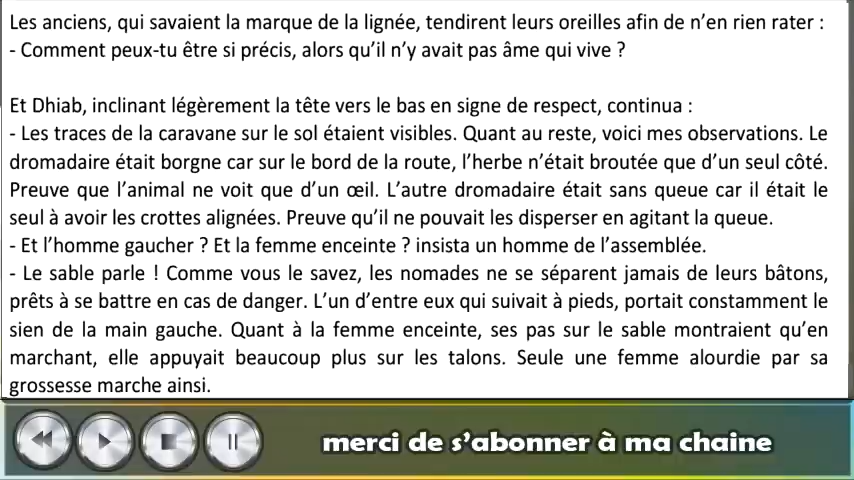 Les anciens, qui savaient la marque de la lignée, tendirent leurs oreilles afin de n’en rien rater :
- Comment peux-tu être si précis, alors qu’il n’y avait pas âme qui vive ?
Et Dhiab, inclinant légèrement la tête vers le bas en signe de respect, continua :
- Les traces de la caravane sur le sol étaient visibles. Quant au reste, voici mes observations. Le
dromadaire était borgne car sur le bord de la route, l’herbe n’était broutée que d’un seul côté.
Preuve que l’animal ne voit que d’un œil. L’autre dromadaire était sans queue car il était le
seul à avoir les crottes alignées. Preuve qu’il ne pouvait les disperser en agitant la queue.
- Et l’homme gaucher ? Et la femme enceinte ? insista un homme de l’assemblée.
- Le sable parle ! Comme vous le savez, les nomades ne se séparent jamais de leurs bâtons,
prêts à se battre en cas de danger. L’un d’entre eux qui suivait à pieds, portait constamment le
sien de la main gauche. Quant à la femme enceinte, ses pas sur le sable montraient qu’en
marchant, elle appuyait beaucoup plus sur les talons. Seule une femme alourdie par sa
grossesse marche ainsi.
merci de s’abonner à ma chaine